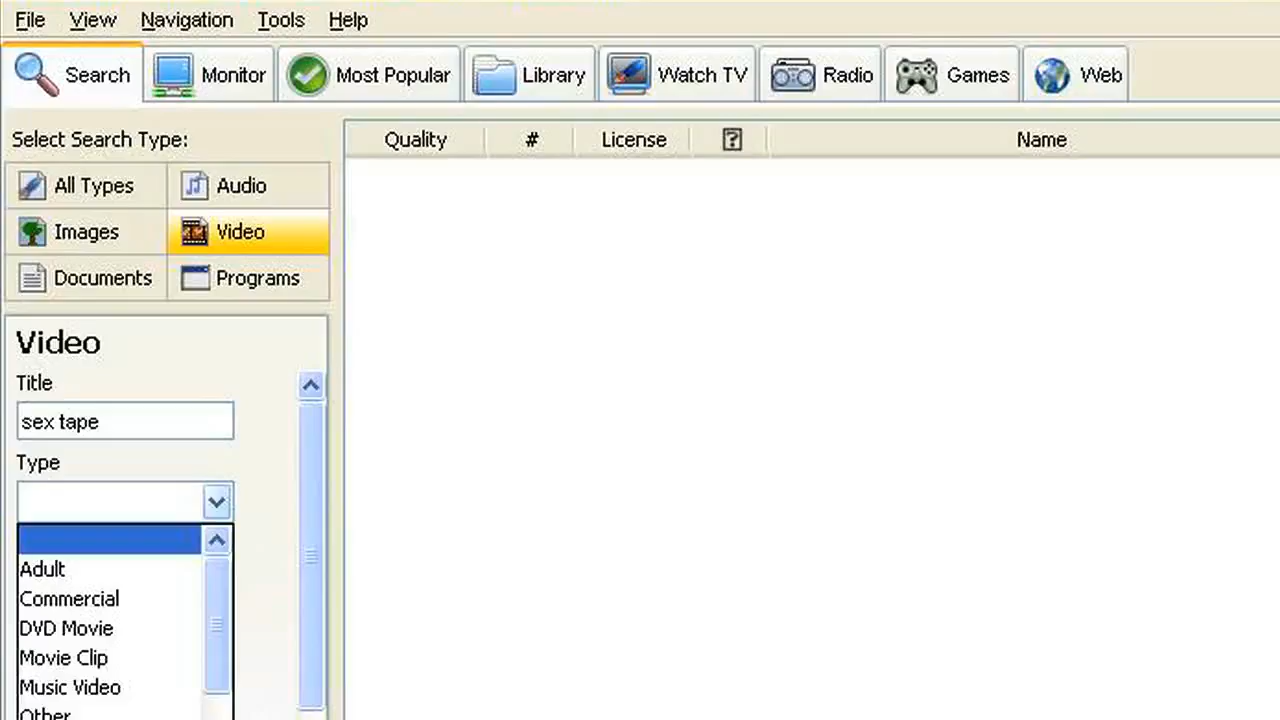 File View Navigation Tools Help
Search Monitor Most Popular Library Watch TV Radio Games Web
Select Search Type:
All Types Audio
Images Video
Documents Programs
Quality # License ? Name
Video
Title
sex tape
Type
Adult
Commercial
DVD Movie
Movie Clip
Music Video
Other